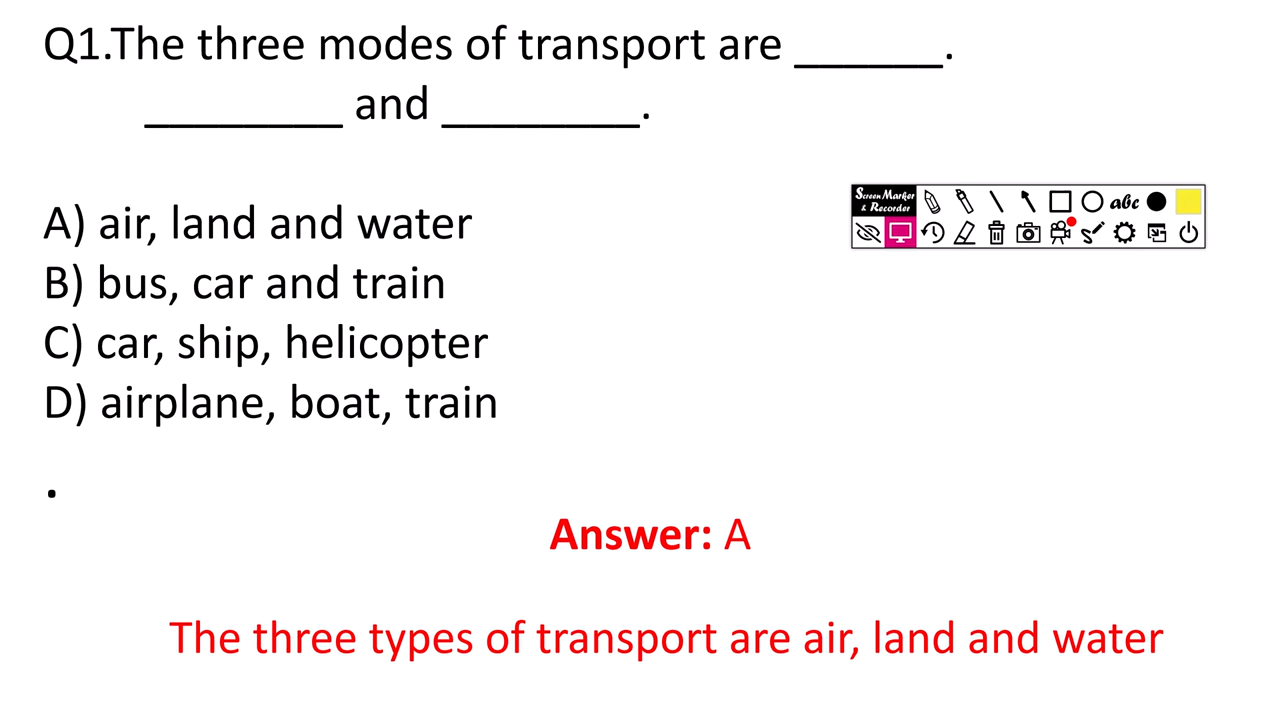 Q1.The three modes of transport are ______.
________ and ________.
Screen Marker
& Recorder
abc
A) air, land and water
B) bus, car and train
C) car, ship, helicopter
D) airplane, boat, train
.
Answer: A
The three types of transport are air, land and water